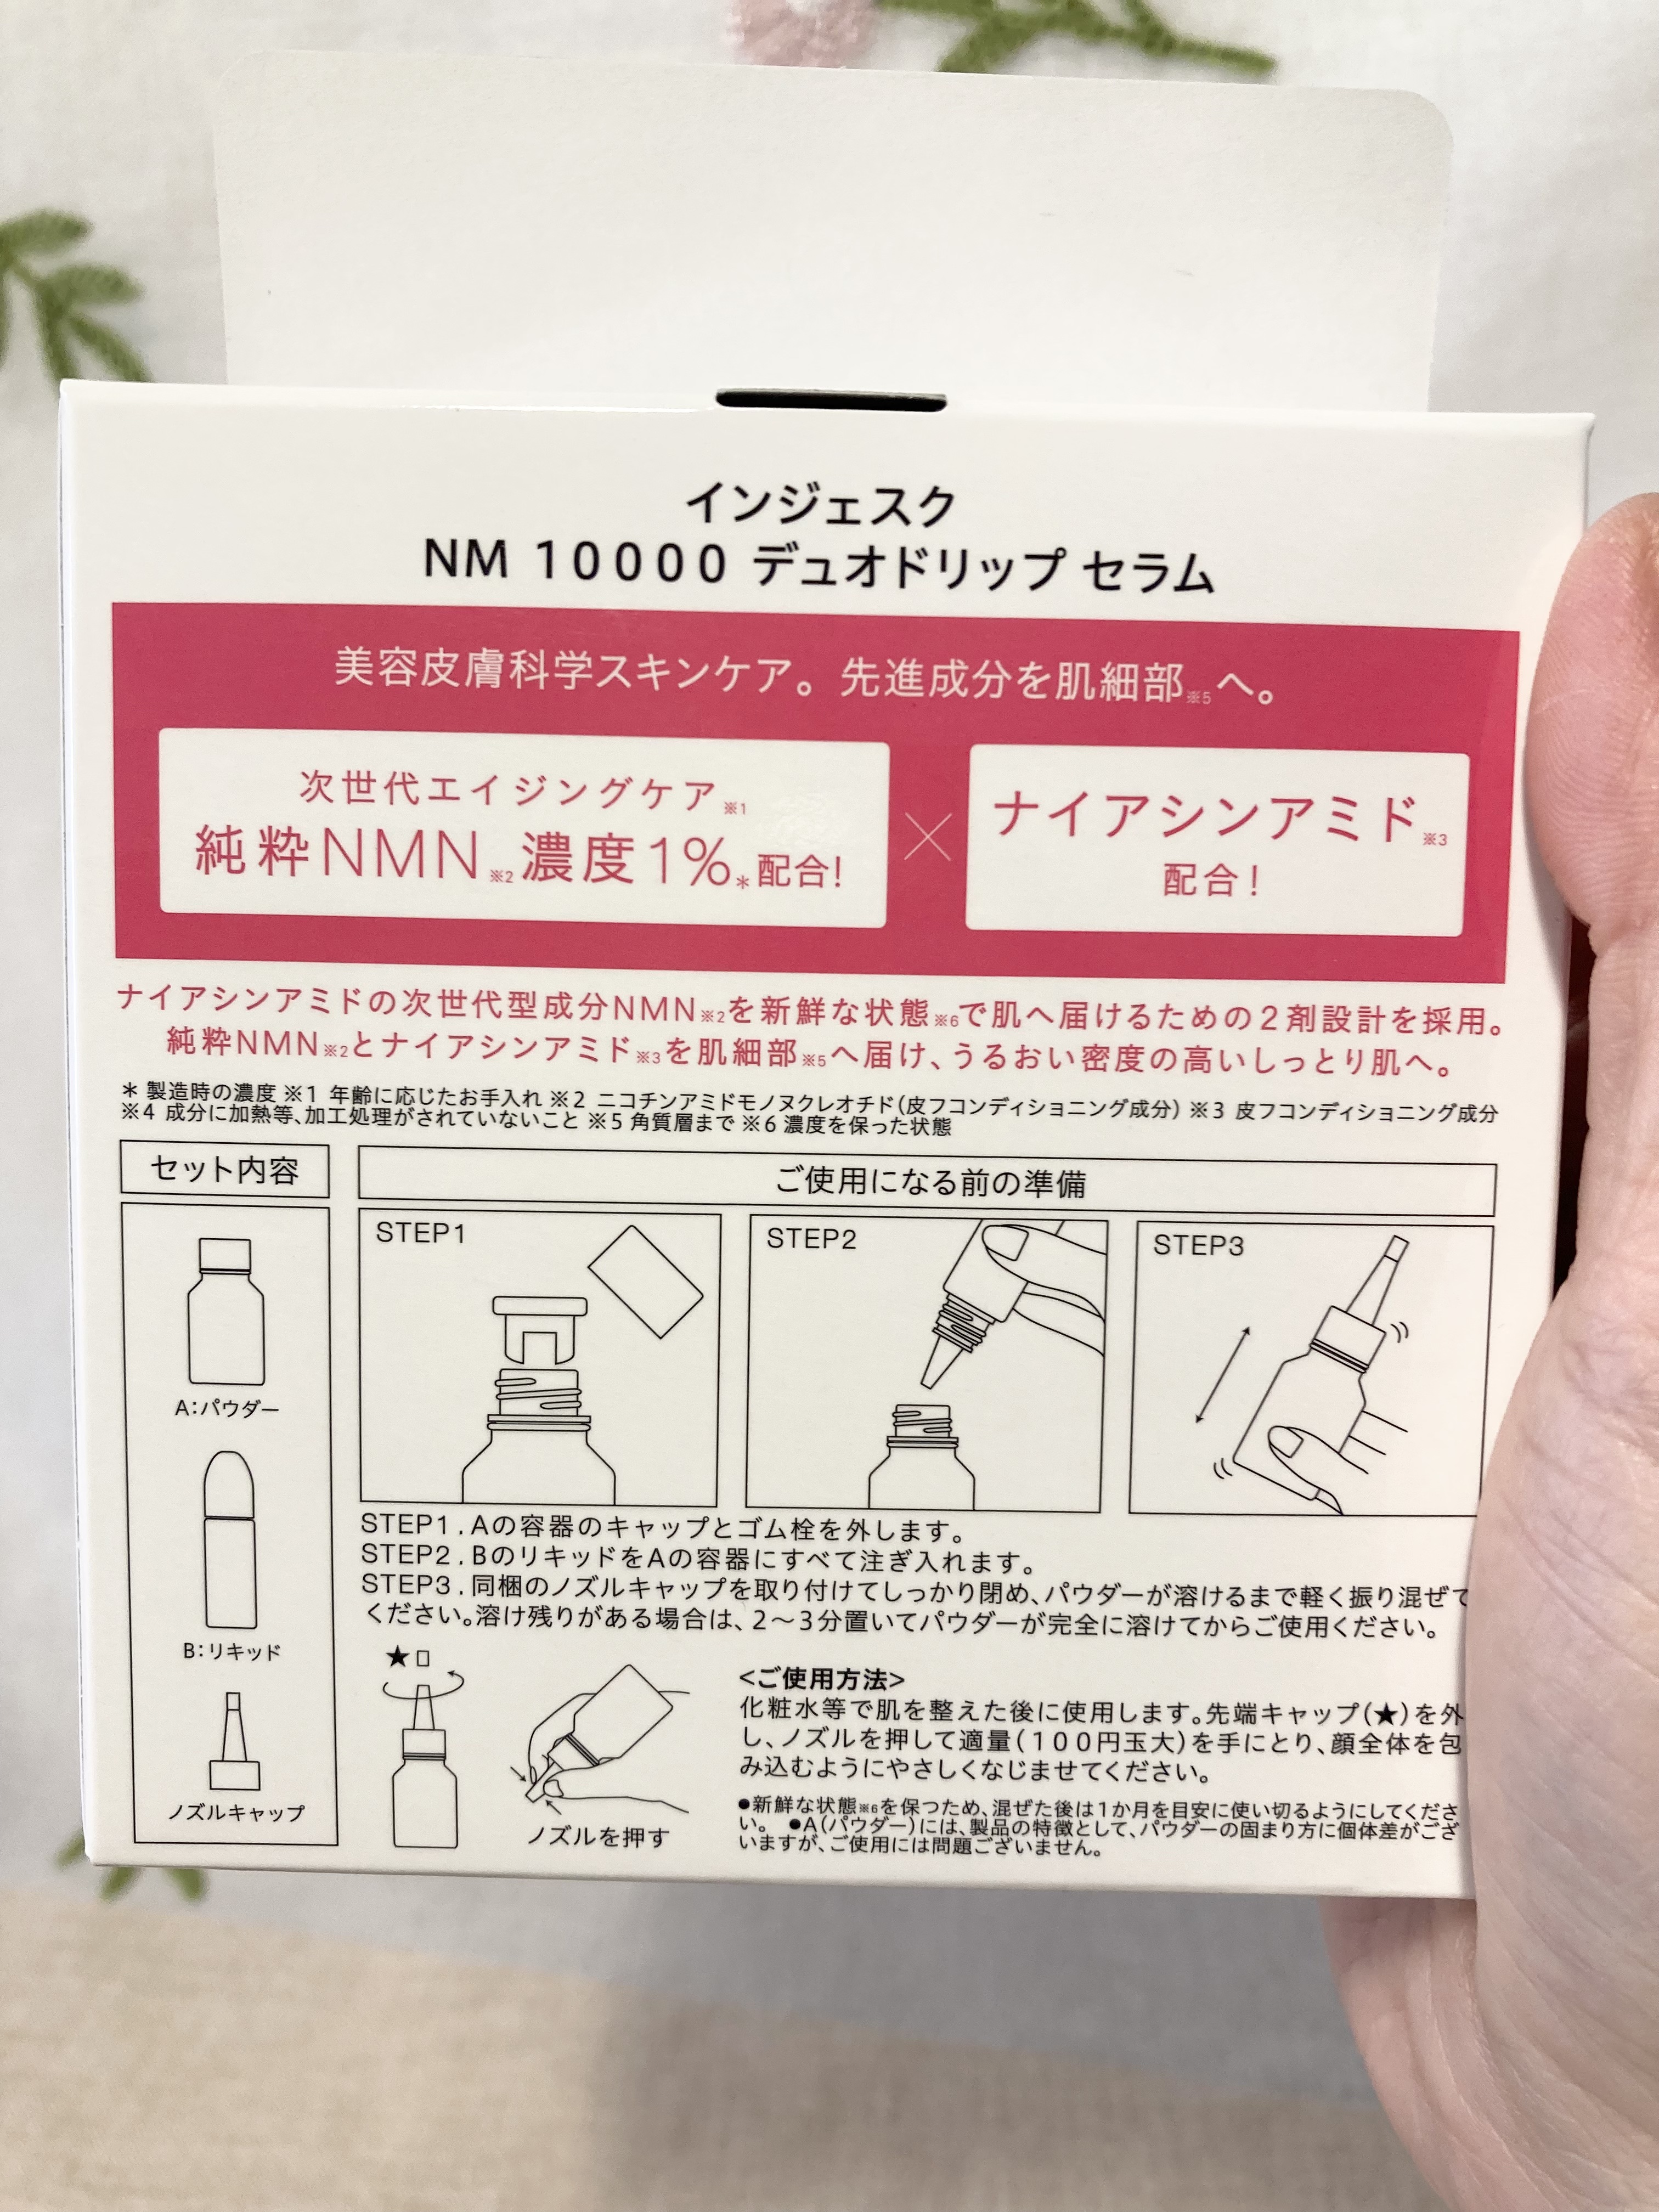 インジェスク
NM 10000 デュオドリップ セラム
美容皮膚科学スキンケア。先進成分を肌細部※5へ。
次世代エイジングケア※1
純粋NMN※2濃度1%*配合!
×
ナイアシンアミド※3
配合!
ナイアシンアミドの次世代型成分NMN※2を新鮮な状態※6で肌へ届けるための2剤設計を採用。
純粋NMN※2とナイアシンアミド※3を肌細部※5へ届け、うるおい密度の高いしっとり肌へ。
* 製造時の濃度 ※1 年齢に応じたお手入れ ※2 ニコチンアミドモノヌクレオチド(皮フコンディショニング成分) ※3 皮フコンディショニング成分
※4 成分に加熱等、加工処理がされていないこと ※5 角質層まで ※6 濃度を保った状態
セット内容
A:パウダー
B:リキッド
ノズルキャップ
ご使用になる前の準備
STEP1
STEP2
STEP3
STEP1.Aの容器のキャップとゴム栓を外します。
STEP2.BのリキッドをAの容器にすべて注ぎ入れます。
STEP3.同梱のノズルキャップを取り付けてしっかり閉め、パウダーが溶けるまで軽く振り混ぜて
ください。溶け残りがある場合は、2〜3分置いてパウダーが完全に溶けてからご使用ください。
★
ノズルを押す
<ご使用方法>
化粧水等で肌を整えた後に使用します。先端キャップ(★)を外
し、ノズルを押して適量(100円玉大)を手にとり、顔全体を包
み込むようにやさしくなじませてください。
●新鮮な状態※6を保つため、混ぜた後は1か月を目安に使い切るようにしてくださ
い。 ●A(パウダー)には、製品の特徴として、パウダーの固まり方に個体差がござ
いますが、ご使用には問題ございません。